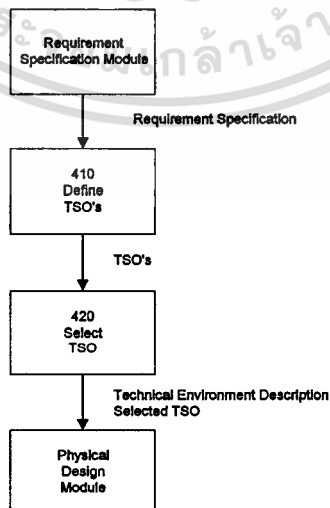 Requirement
Specification Module
Requirement Specification
410
Define
TSO's
TSO's
420
Select
TSO
Technical Environment Description
Selected TSO
Physical
Design
Module